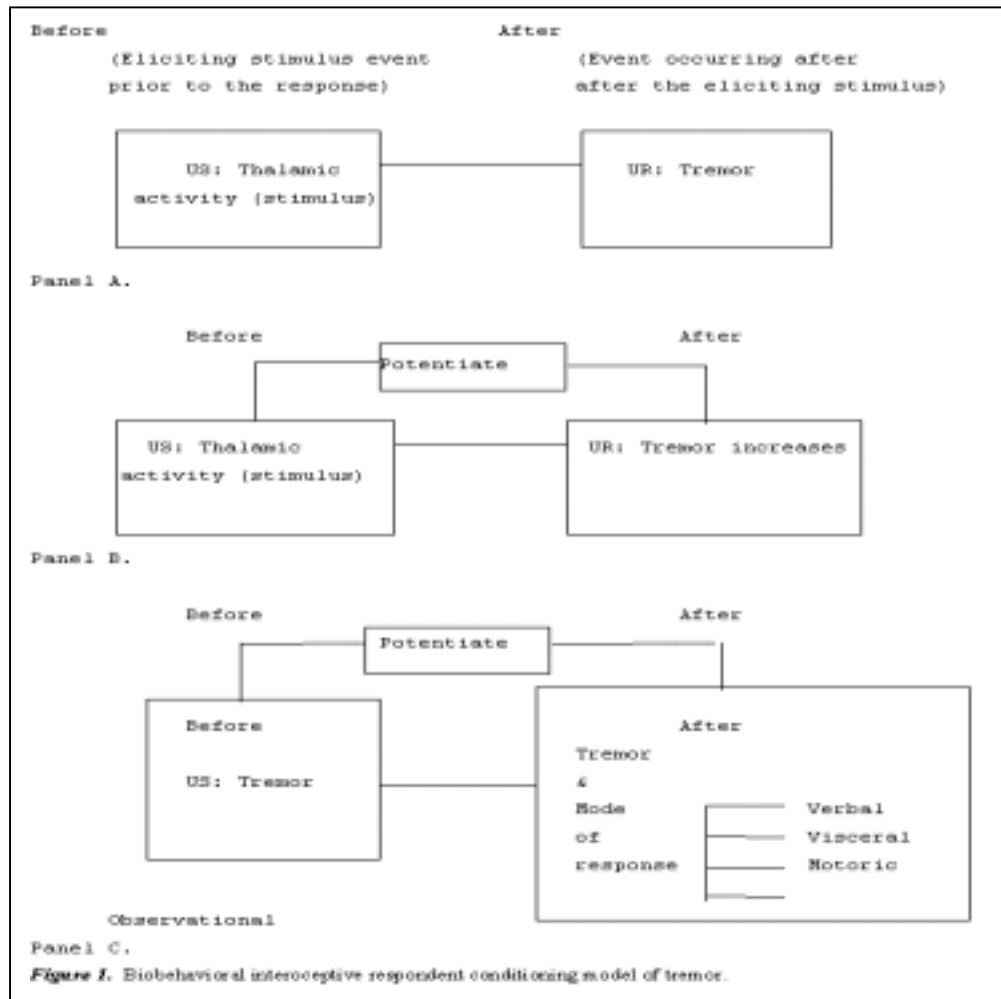 Before After
(Eliciting stimulus event (Event occurring after
prior to the response) after the eliciting stimulus)
US: Thalamic UR: Tremor
activity (stimulus)
Panel A.
Before After
Potentiate
US: Thalamic UR: Tremor increases
activity (stimulus)
Panel B.
Before After
Potentiate
Before After
Tremor
US: Tremor &
Mode Verbal
of Visceral
response Motoric
Observational
Panel C.
Figure 1. Biobehavioral interoceptive respondent conditioning model of tremor.